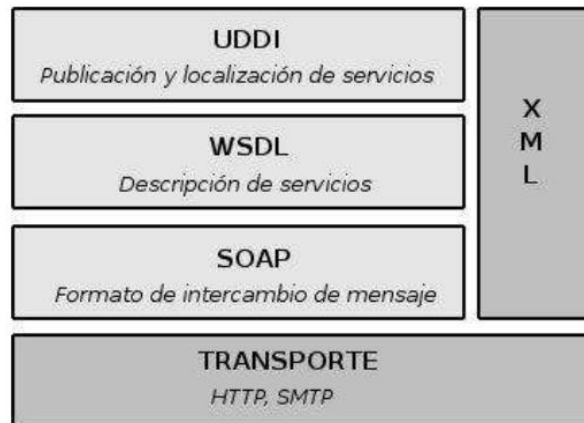 UDDI
Publicación y localización de servicios
WSDL
Descripción de servicios
SOAP
Formato de intercambio de mensaje
X
M
L
TRANSPORTE
HTTP, SMTP